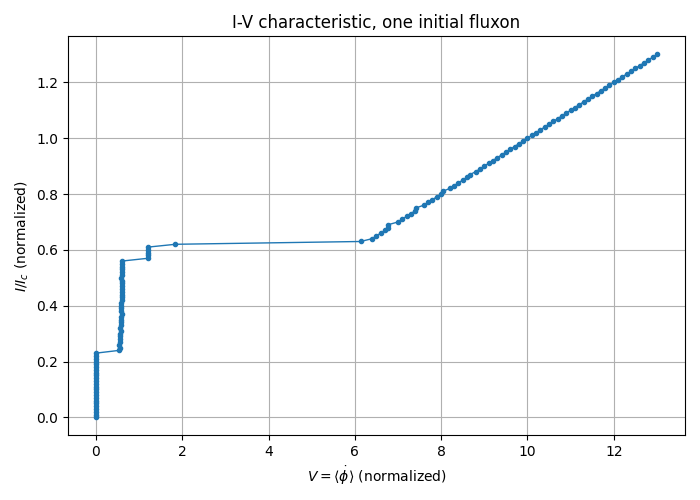 I-V characteristic, one initial fluxon
1.2
1.0
0.8
0.6
0.4
0.2
0.0
I/I_c (normalized)
0 2 4 6 8 10 12
V = ⟨ϕ̇⟩ (normalized)